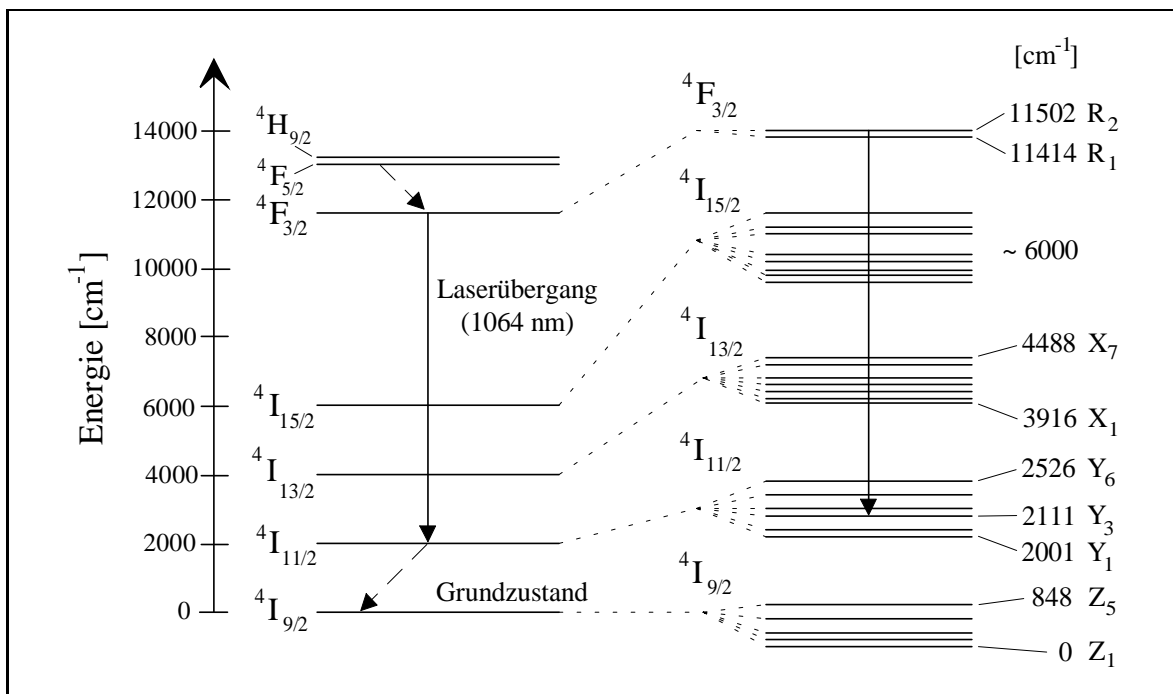 [cm⁻¹]
Energie [cm⁻¹]
14000
12000
10000
8000
6000
4000
2000
0
⁴H₉/₂
⁴F₅/₂
⁴F₃/₂
⁴I₁₅/₂
⁴I₁₃/₂
⁴I₁₁/₂
⁴I₉/₂
Laserübergang
(1064 nm)
Grundzustand
⁴F₃/₂
⁴I₁₅/₂
⁴I₁₃/₂
⁴I₁₁/₂
⁴I₉/₂
11502 R₂
11414 R₁
~ 6000
4488 X₇
3916 X₁
2526 Y₆
2111 Y₃
2001 Y₁
848 Z₅
0 Z₁